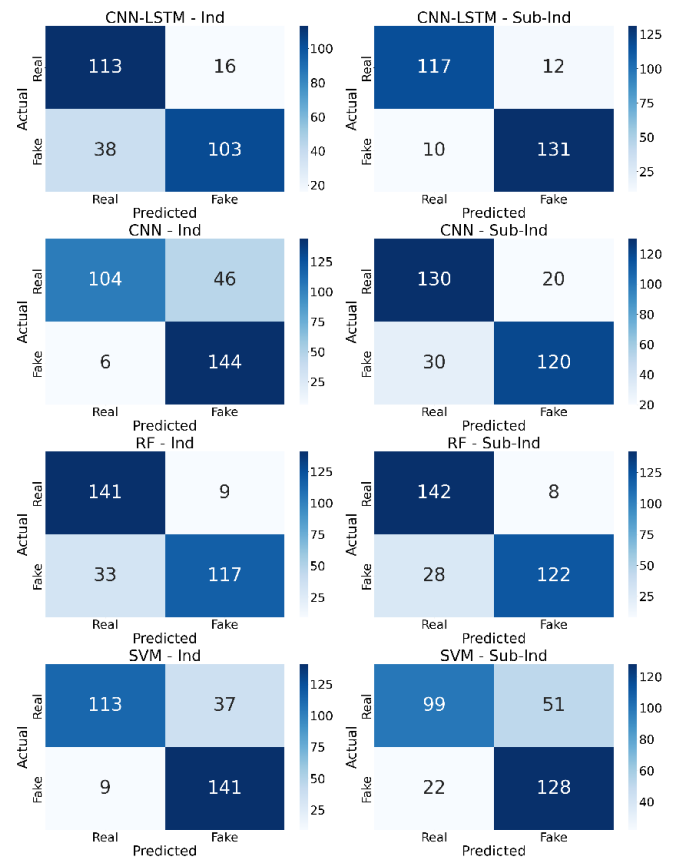 CNN-LSTM - Ind
Actual
Real
Fake
113
16
38
103
Real
Fake
Predicted
100
80
60
40
20
CNN-LSTM - Sub-Ind
Actual
Real
Fake
117
12
10
131
Real
Fake
Predicted
125
100
75
50
25
CNN - Ind
Actual
Real
Fake
104
46
6
144
Real
Fake
Predicted
125
100
75
50
25
CNN - Sub-Ind
Actual
Real
Fake
130
20
30
120
Real
Fake
Predicted
120
100
80
60
40
20
RF - Ind
Actual
Real
Fake
141
9
33
117
Real
Fake
Predicted
125
100
75
50
25
RF - Sub-Ind
Actual
Real
Fake
142
8
28
122
Real
Fake
Predicted
125
100
75
50
25
SVM - Ind
Actual
Real
Fake
113
37
9
141
Real
Fake
Predicted
125
100
75
50
25
SVM - Sub-Ind
Actual
Real
Fake
99
51
22
128
Real
Fake
Predicted
120
100
80
60
40